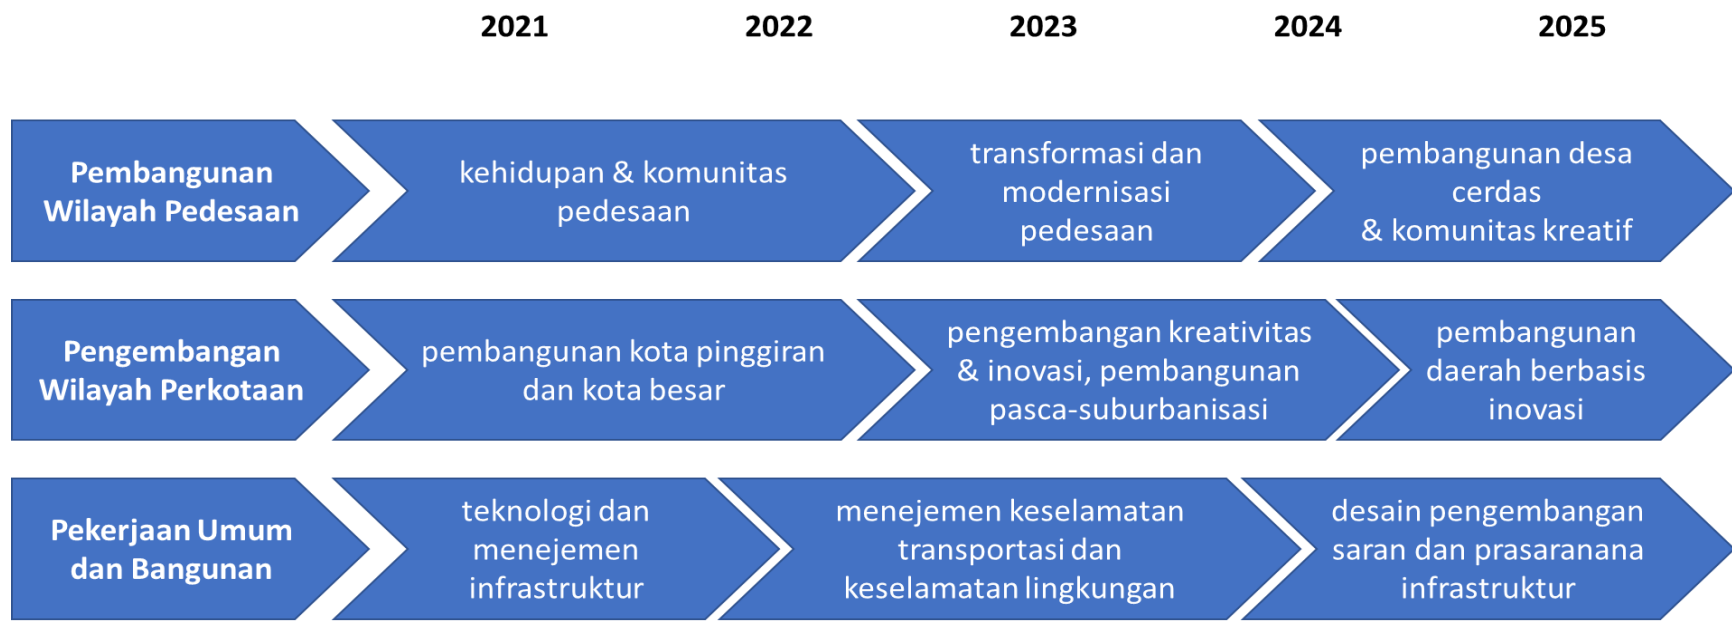 2021 2022 2023 2024 2025
Pembangunan
Wilayah Pedesaan
kehidupan & komunitas
pedesaan
transformasi dan
modernisasi
pedesaan
pembangunan desa
cerdas
& komunitas kreatif
Pengembangan
Wilayah Perkotaan
pembangunan kota pinggiran
dan kota besar
pengembangan kreativitas
& inovasi, pembangunan
pasca-suburbanisasi
pembangunan
daerah berbasis
inovasi
Pekerjaan Umum
dan Bangunan
teknologi dan
menejemen
infrastruktur
menejemen keselamatan
transportasi dan
keselamatan lingkungan
desain pengembangan
saran dan prasaranana
infrastruktur